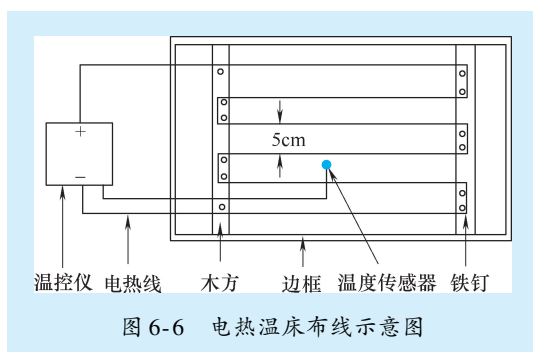 +
5cm
−
温控仪 电热线 木方 边框 温度传感器 铁钉
图 6-6 电热温床布线示意图